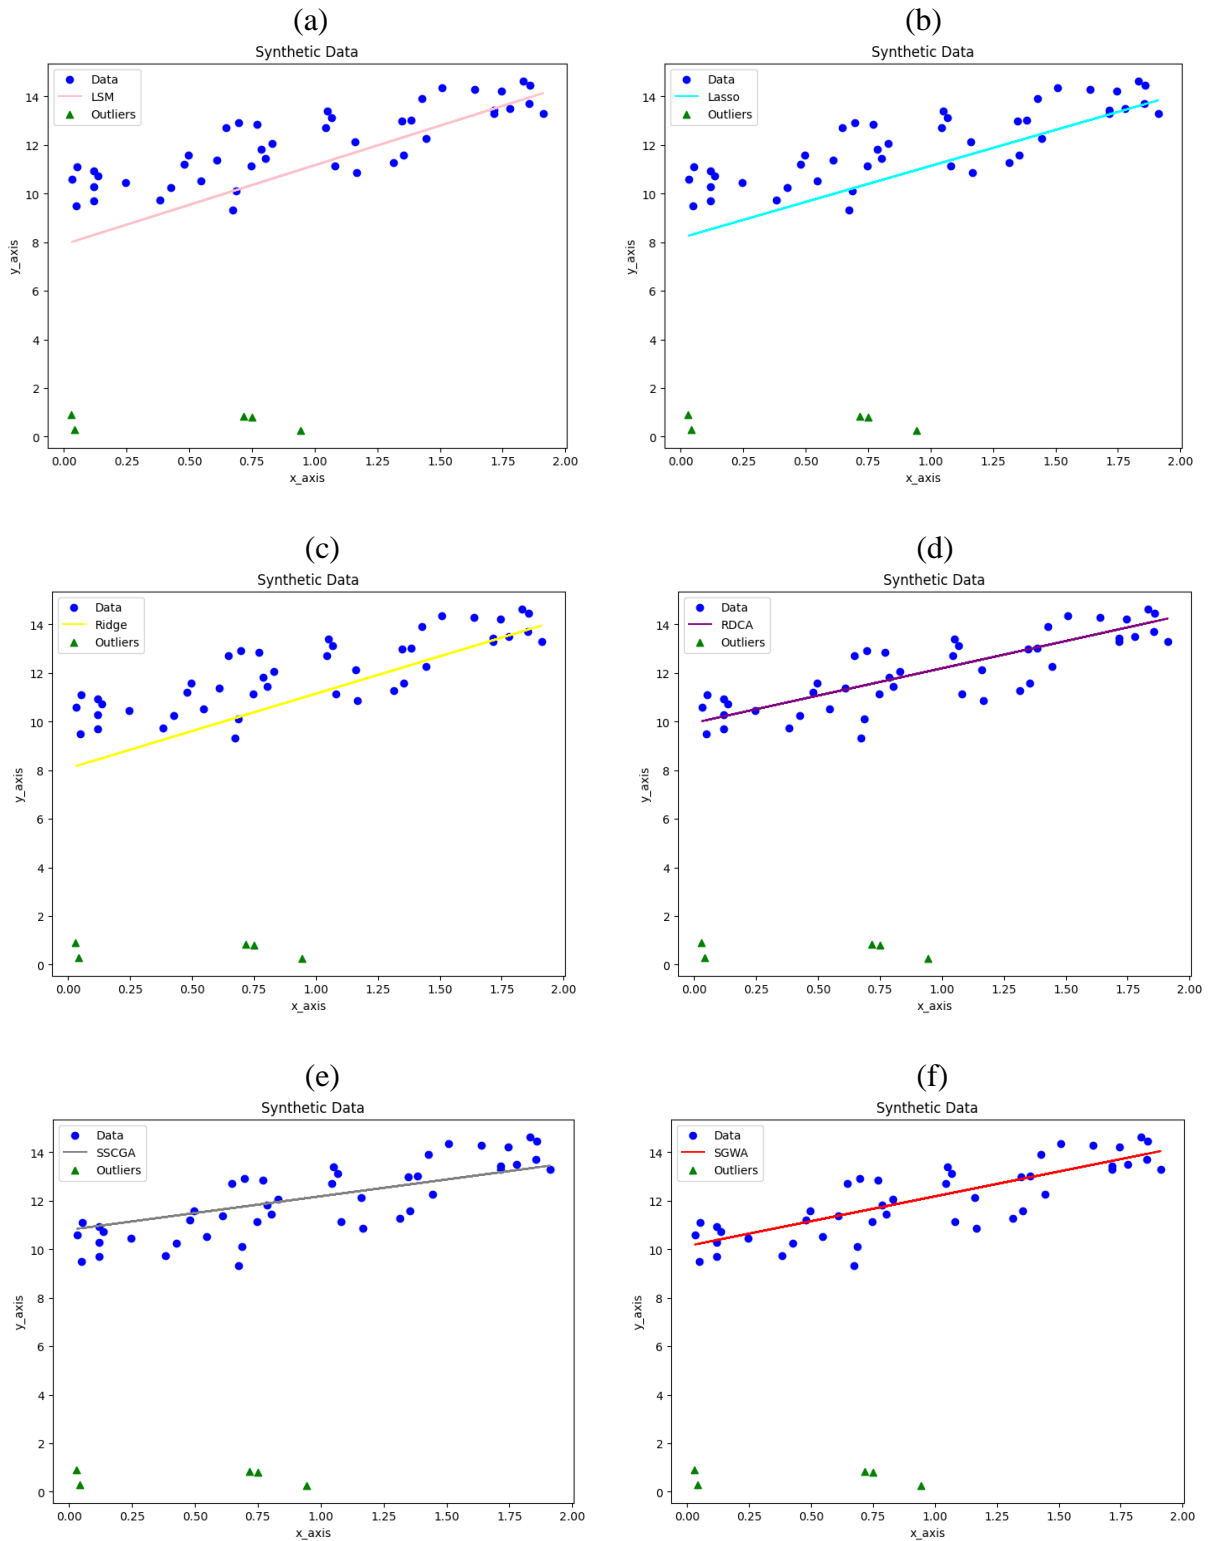 (a)
Synthetic Data
Data
LSM
Outliers
y_axis
14
12
10
8
6
4
2
0
0.00 0.25 0.50 0.75 1.00 1.25 1.50 1.75 2.00
x_axis
(b)
Synthetic Data
Data
Lasso
Outliers
y_axis
14
12
10
8
6
4
2
0
0.00 0.25 0.50 0.75 1.00 1.25 1.50 1.75 2.00
x_axis
(c)
Synthetic Data
Data
Ridge
Outliers
y_axis
14
12
10
8
6
4
2
0
0.00 0.25 0.50 0.75 1.00 1.25 1.50 1.75 2.00
x_axis
(d)
Synthetic Data
Data
RDCA
Outliers
y_axis
14
12
10
8
6
4
2
0
0.00 0.25 0.50 0.75 1.00 1.25 1.50 1.75 2.00
x_axis
(e)
Synthetic Data
Data
SSCGA
Outliers
y_axis
14
12
10
8
6
4
2
0
0.00 0.25 0.50 0.75 1.00 1.25 1.50 1.75 2.00
x_axis
(f)
Synthetic Data
Data
SGWA
Outliers
y_axis
14
12
10
8
6
4
2
0
0.00 0.25 0.50 0.75 1.00 1.25 1.50 1.75 2.00
x_axis